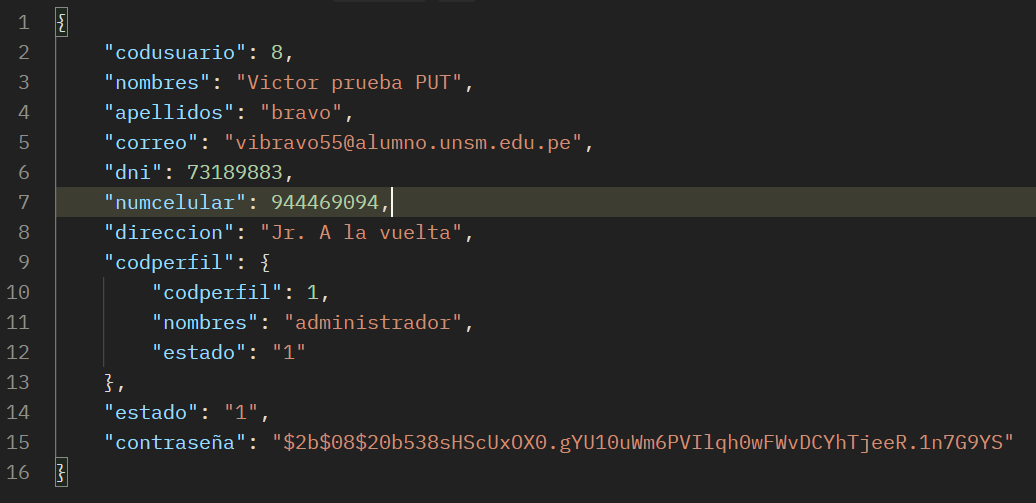 1 {
2 "codusuario": 8,
3 "nombres": "Victor prueba PUT",
4 "apellidos": "bravo",
5 "correo": "vibravo55@alumno.unsm.edu.pe",
6 "dni": 73189883,
7 "numcelular": 944469094,
8 "direccion": "Jr. A la vuelta",
9 "codperfil": {
10 "codperfil": 1,
11 "nombres": "administrador",
12 "estado": "1"
13 },
14 "estado": "1",
15 "contraseña": "$2b$08$20b538sHScUxOX0.gYU10uWm6PVIlqh0wFWvDCYhTjeeR.1n7G9YS"
16 }